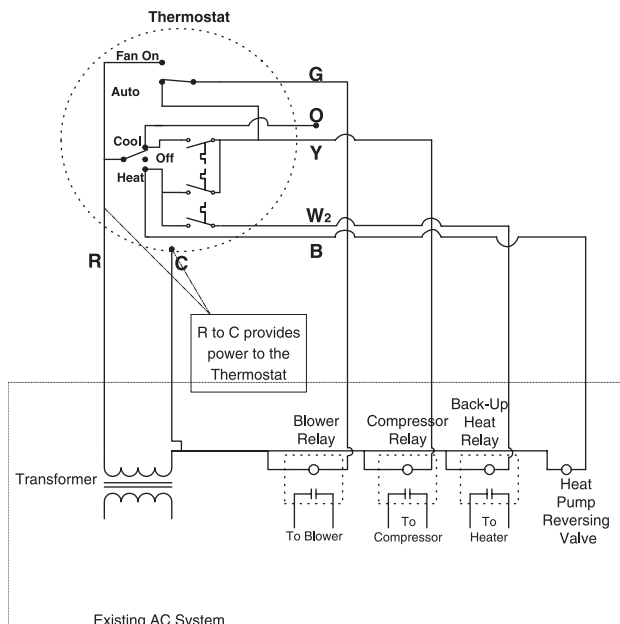 Thermostat
Fan On
G
Auto
O
Cool
Off
Y
Heat
W2
B
R
C
R to C provides
power to the
Thermostat
Blower
Relay
Compressor
Relay
Back-Up
Heat
Relay
Transformer
To Blower
To
Compressor
To
Heater
Heat
Pump
Reversing
Valve
Existing AC System